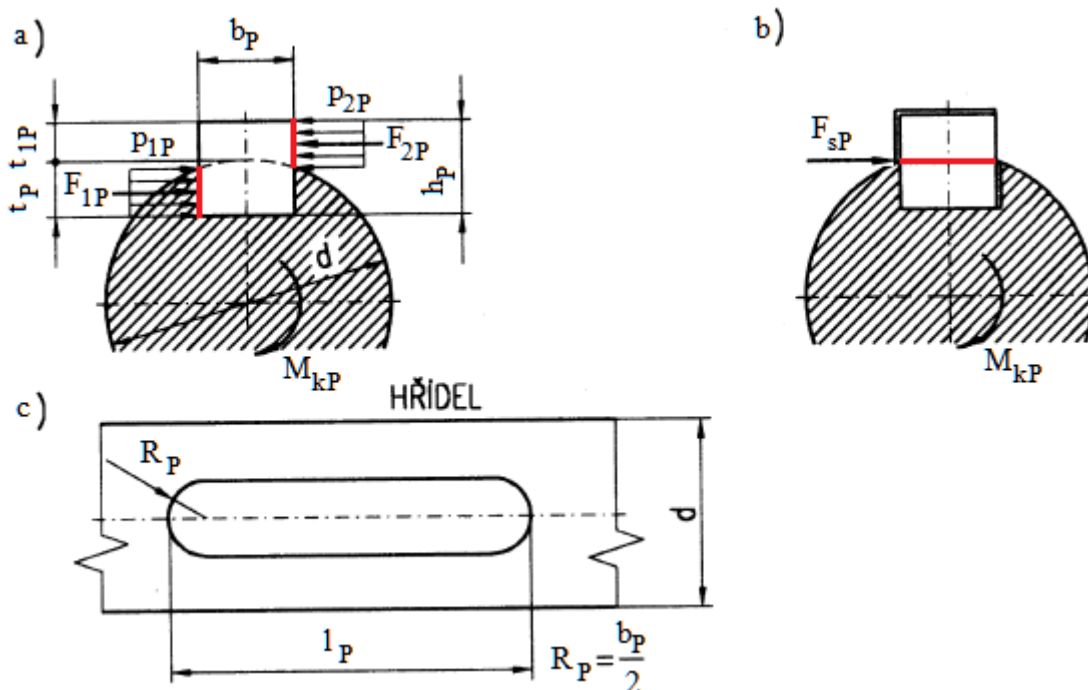 a)
b_P
p_2P
t_1P
p_1P
F_2P
t_P
F_1P
h_P
d
M_kP
b)
F_sP
M_kP
c)
HŘÍDEL
R_P
d
l_P
R_P = b_P/2